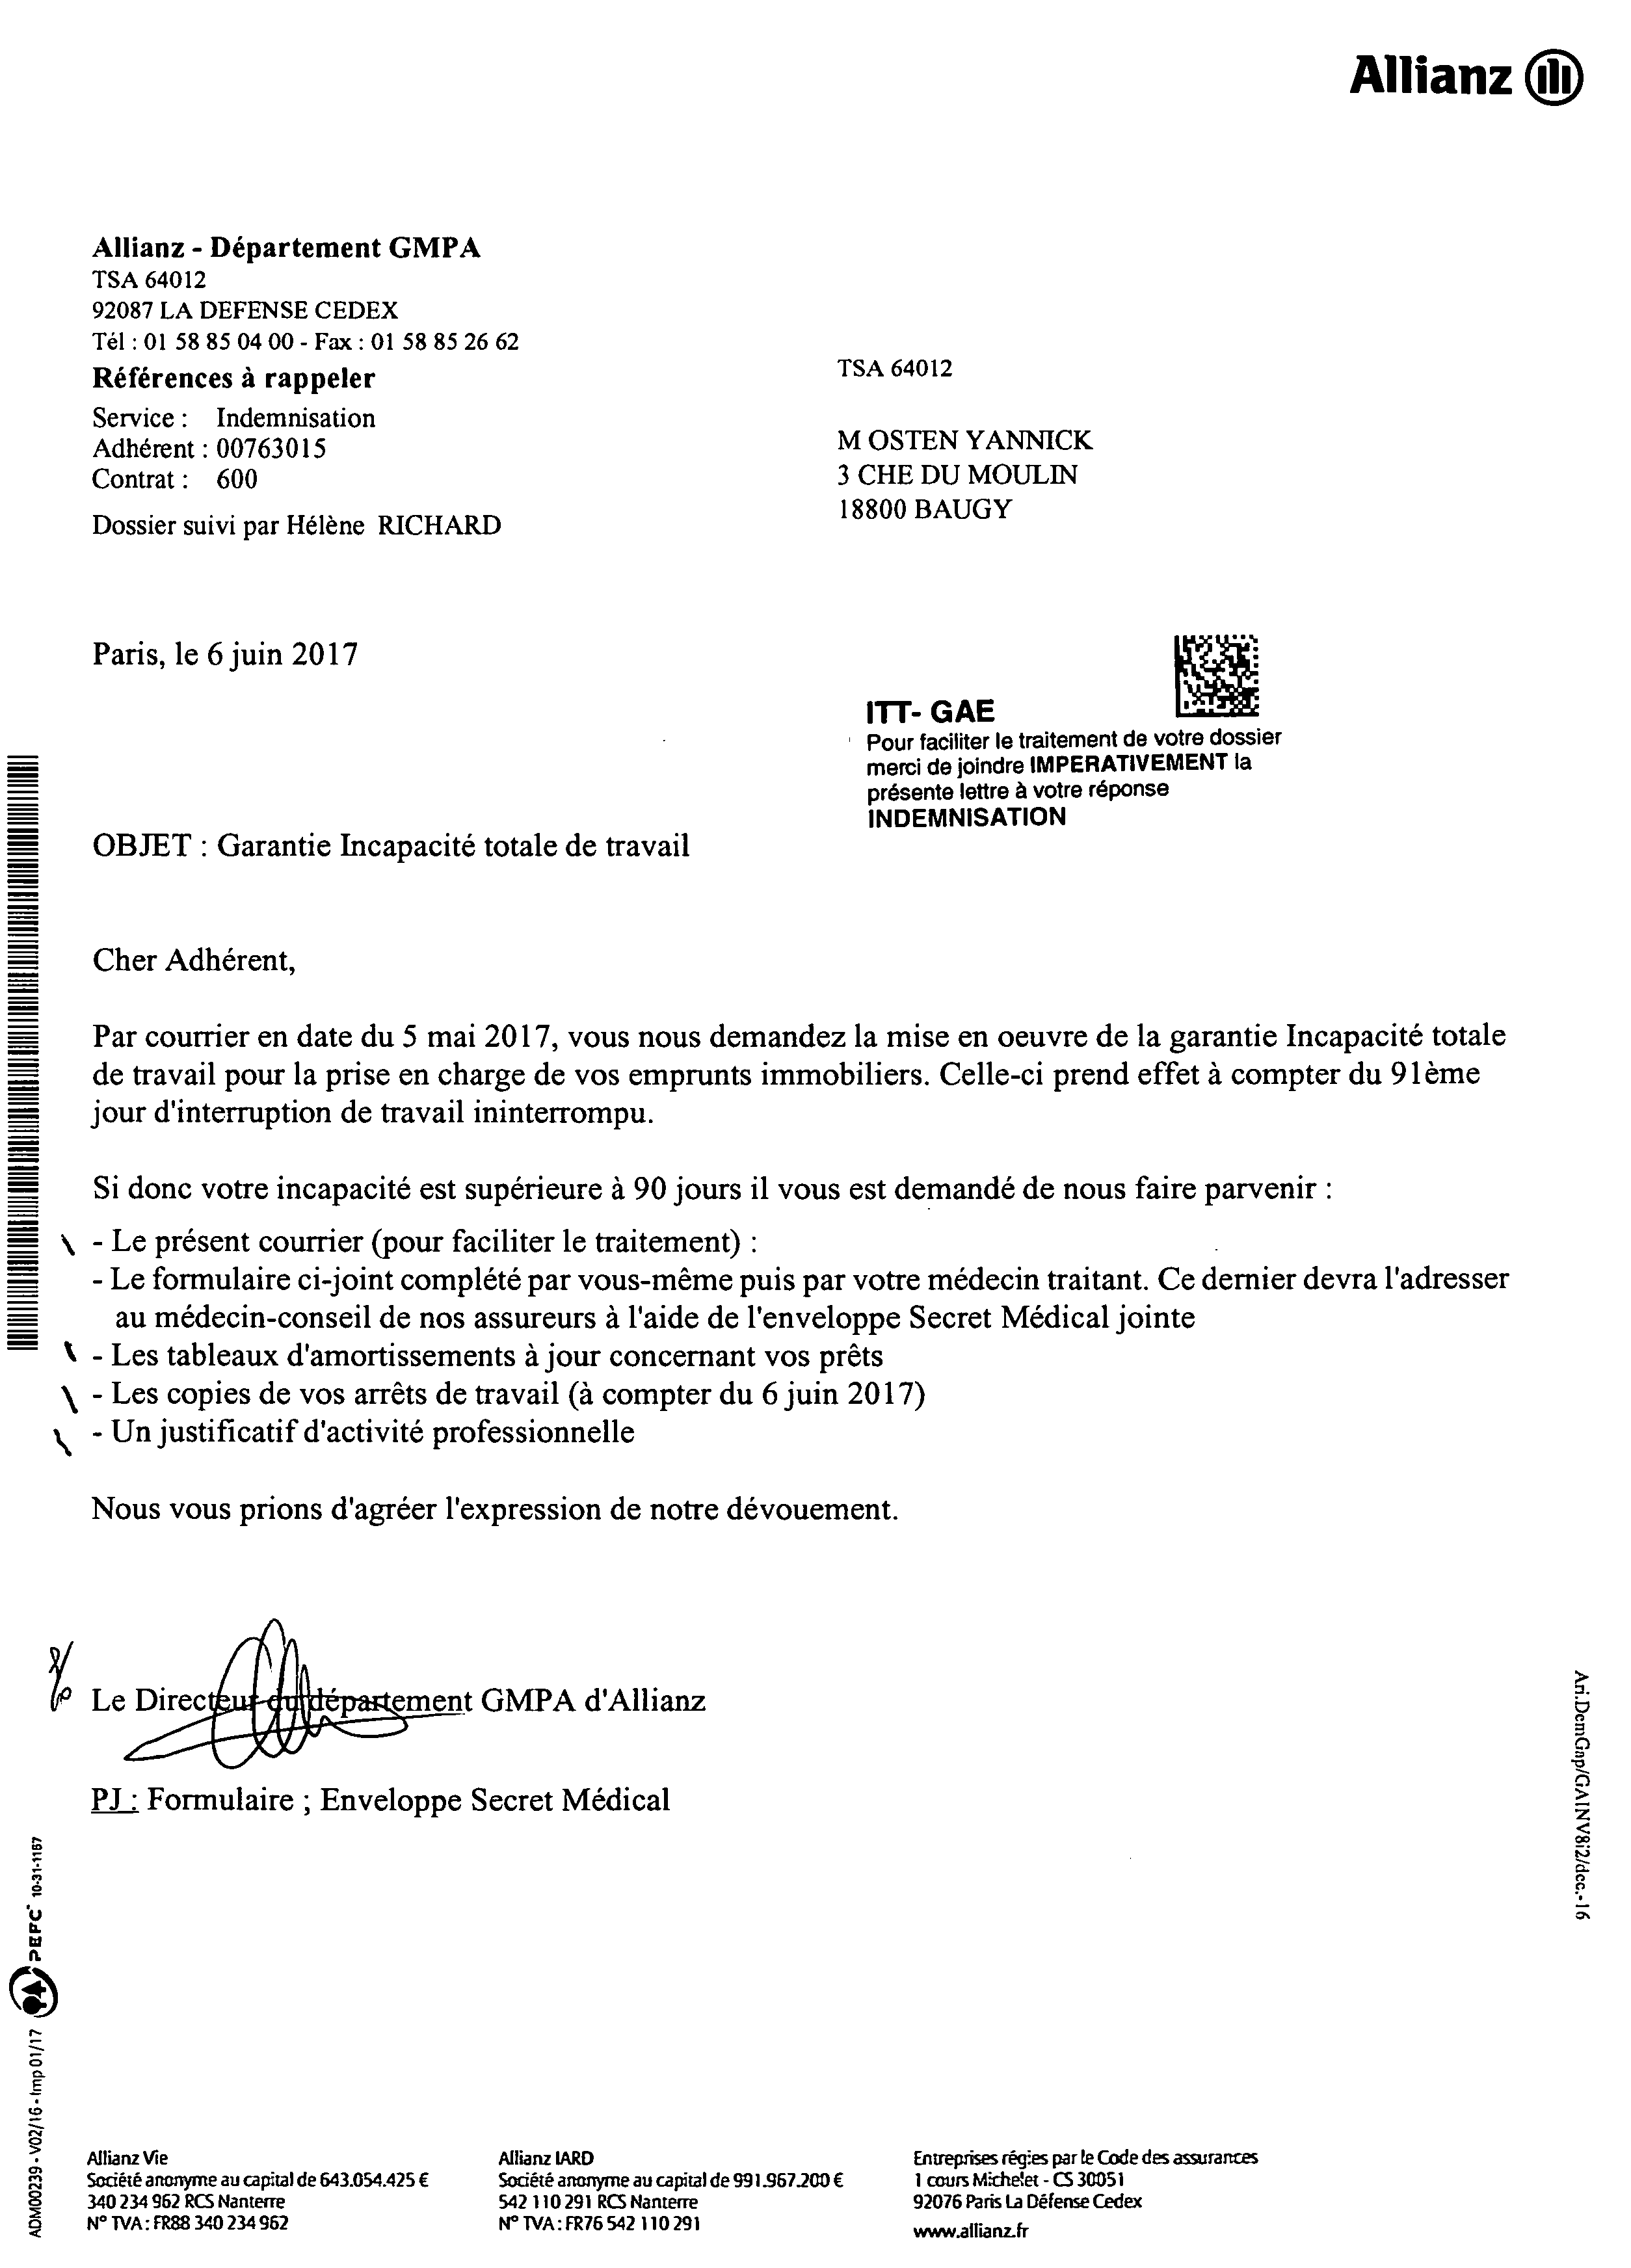 Allianz
Allianz - Département GMPA
TSA 64012
92087 LA DEFENSE CEDEX
Tél : 01 58 85 04 00 - Fax : 01 58 85 26 62
Références à rappeler
Service : Indemnisation
Adhérent : 00763015
Contrat : 600
Dossier suivi par Hélène RICHARD
TSA 64012
M OSTEN YANNICK
3 CHE DU MOULIN
18800 BAUGY
Paris, le 6 juin 2017
ITT- GAE
Pour faciliter le traitement de votre dossier
merci de joindre IMPERATIVEMENT la
présente lettre à votre réponse
INDEMNISATION
OBJET : Garantie Incapacité totale de travail
Cher Adhérent,
Par courrier en date du 5 mai 2017, vous nous demandez la mise en oeuvre de la garantie Incapacité totale
de travail pour la prise en charge de vos emprunts immobiliers. Celle-ci prend effet à compter du 91ème
jour d'interruption de travail ininterrompu.
Si donc votre incapacité est supérieure à 90 jours il vous est demandé de nous faire parvenir :
- Le présent courrier (pour faciliter le traitement) :
- Le formulaire ci-joint complété par vous-même puis par votre médecin traitant. Ce dernier devra l'adresser
au médecin-conseil de nos assureurs à l'aide de l'enveloppe Secret Médical jointe
- Les tableaux d'amortissements à jour concernant vos prêts
- Les copies de vos arrêts de travail (à compter du 6 juin 2017)
- Un justificatif d'activité professionnelle
Nous vous prions d'agréer l'expression de notre dévouement.
Le Directeur du département GMPA d'Allianz
PJ : Formulaire ; Enveloppe Secret Médical
Ari.DemGap/GAINV8i2/dec.-16
ADM00239 - V02/16 - Imp 01/17
PEFC 10-31-1167
Allianz Vie
Société anonyme au capital de 643.054.425 €
340 234 962 RCS Nanterre
N° TVA : FR88 340 234 962
Allianz IARD
Société anonyme au capital de 991.967.200 €
542 110 291 RCS Nanterre
N° TVA : FR76 542 110 291
Entreprises régies par le Code des assurances
1 cours Michelet - CS 30051
92076 Paris La Défense Cedex
www.allianz.fr